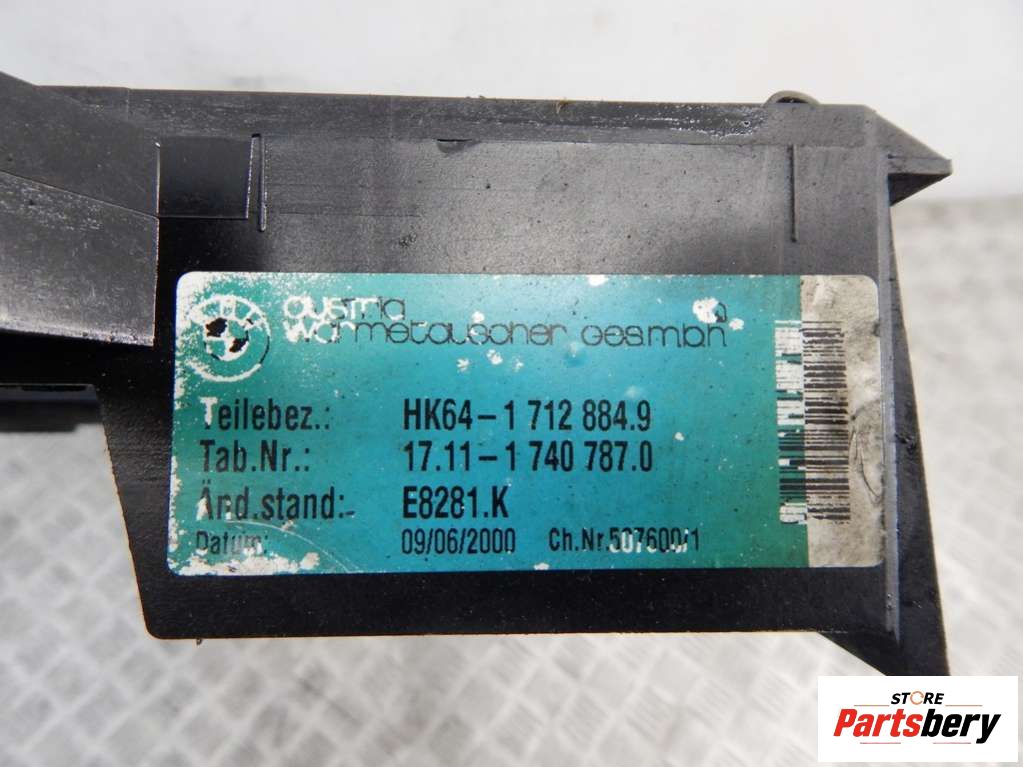 austria
wärmetauscher Ges.m.b.h
Teilebez.: HK64-1 712 884.9
Tab.Nr.: 17.11-1 740 787.0
Änd.stand: E8281.K
Datum: 09/06/2000 Ch.Nr.507600/1
STORE
Partsbery